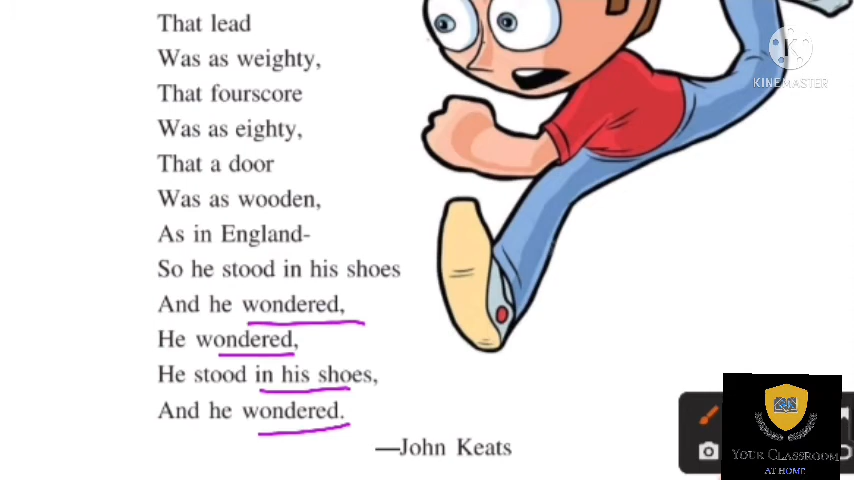 That lead
Was as weighty,
That fourscore
Was as eighty,
That a door
Was as wooden,
As in England-
So he stood in his shoes
And he wondered,
He wondered,
He stood in his shoes,
And he wondered.
—John Keats
K
KINEMASTER
YOUR CLASSROOM
AT HOME